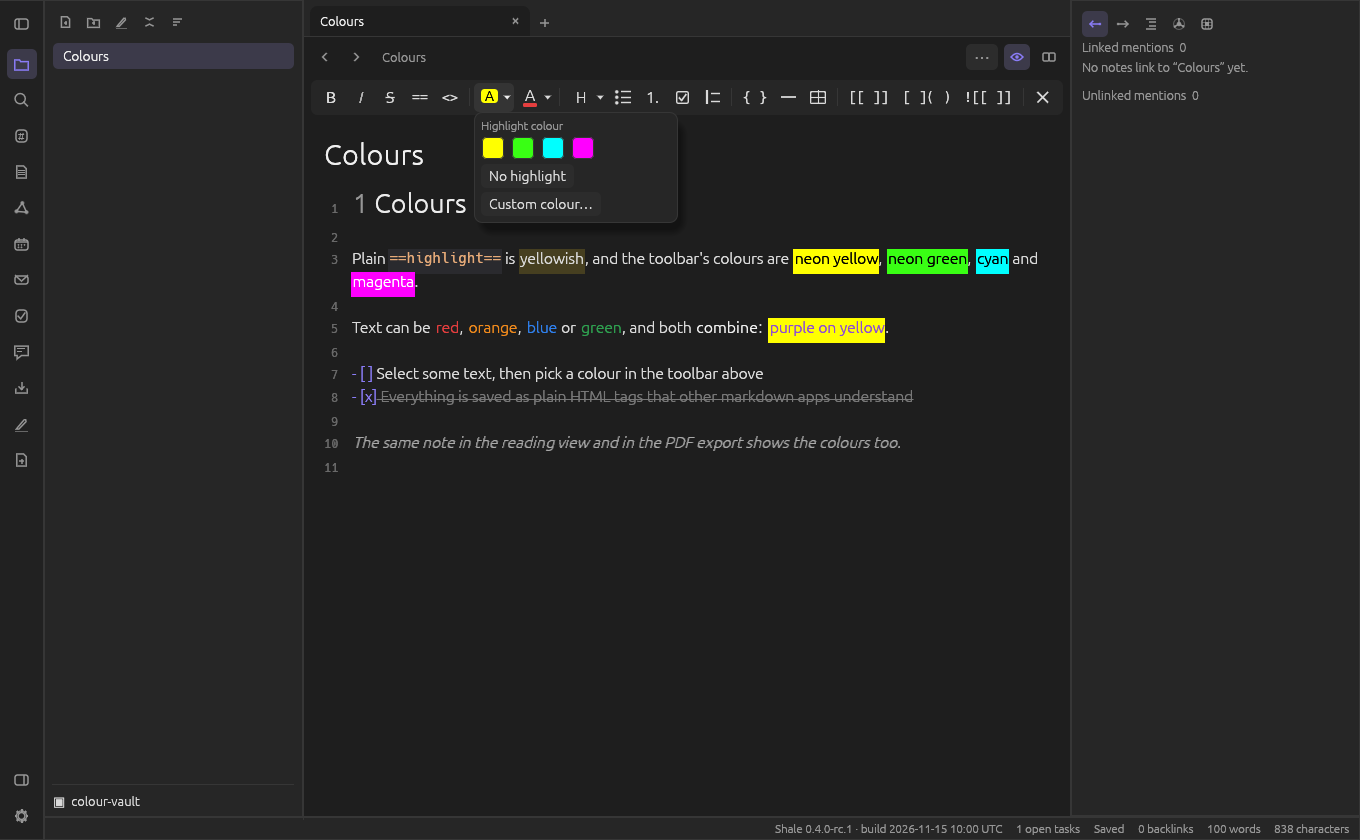 Colours
Colours
Colours
B I S == <> A A H 1. { } [[ ]] [ ]( ) ![[ ]]
Highlight colour
No highlight
Custom colour…
Colours
1 1 Colours
2
3 Plain ==highlight== is yellowish, and the toolbar's colours are neon yellow, neon green, cyan and
magenta.
4
5 Text can be red, orange, blue or green, and both combine: purple on yellow.
6
7 - [ ] Select some text, then pick a colour in the toolbar above
8 - [x] Everything is saved as plain HTML tags that other markdown apps understand
9
10 The same note in the reading view and in the PDF export shows the colours too.
11
Linked mentions 0
No notes link to “Colours” yet.
Unlinked mentions 0
colour-vault
Shale 0.4.0-rc.1 · build 2026-11-15 10:00 UTC 1 open tasks Saved 0 backlinks 100 words 838 characters